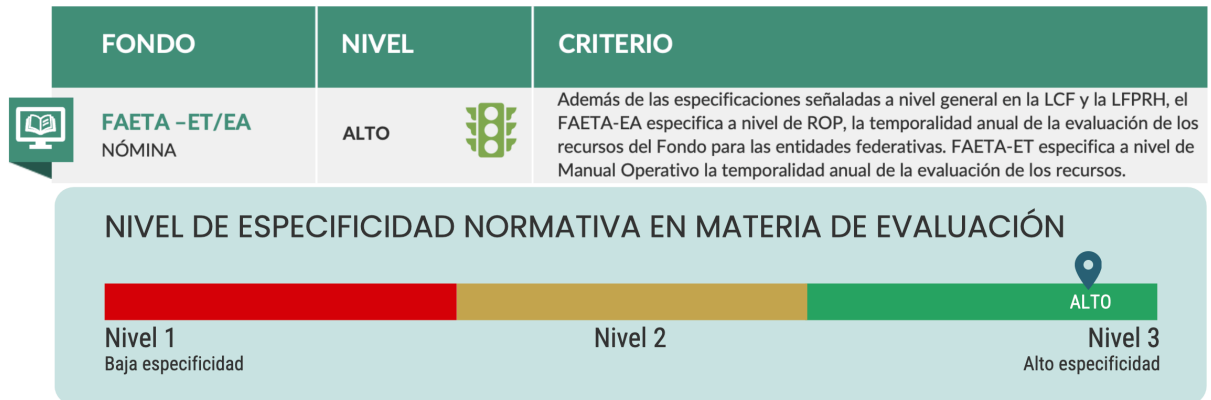 FONDO NIVEL CRITERIO
FAETA –ET/EA
NÓMINA
ALTO
Además de las especificaciones señaladas a nivel general en la LCF y la LFPRH, el
FAETA-EA especifica a nivel de ROP, la temporalidad anual de la evaluación de los
recursos del Fondo para las entidades federativas. FAETA-ET especifica a nivel de
Manual Operativo la temporalidad anual de la evaluación de los recursos.
NIVEL DE ESPECIFICIDAD NORMATIVA EN MATERIA DE EVALUACIÓN
ALTO
Nivel 1 Nivel 2 Nivel 3
Baja especificidad Alto especificidad